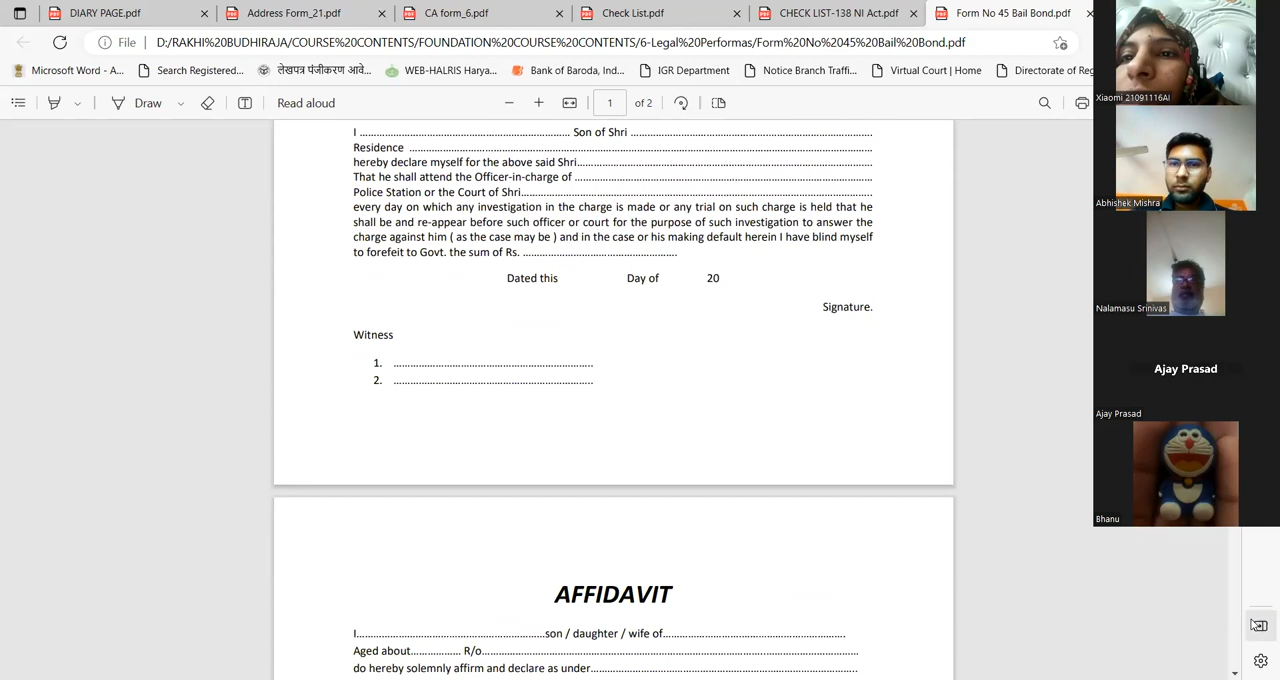 DIARY PAGE.pdf
Address Form_21.pdf
CA form_6.pdf
Check List.pdf
CHECK LIST-138 NI Act.pdf
Form No 45 Bail Bond.pdf
File
D:/RAKHI%20BUDHIRAJA/COURSE%20CONTENTS/FOUNDATION%20COURSE%20CONTENTS/6-Legal%20Performas/Form%20No%2045%20Bail%20Bond.pdf
Microsoft Word - A...
Search Registered...
लेखपत्र पंजीकरण आवे...
WEB-HALRIS Harya...
Bank of Baroda, Ind...
IGR Department
Notice Branch Traffi...
Virtual Court | Home
Directorate of Reg
Draw
Read aloud
1 of 2
I ........................................................................ Son of Shri ....................................................................................
Residence ................................................................................................................................................................
hereby declare myself for the above said Shri.....................................................................................................
That he shall attend the Officer-in-charge of ......................................................................................................
Police Station or the Court of Shri........................................................................................................................
every day on which any investigation in the charge is made or any trial on such charge is held that he
shall be and re-appear before such officer or court for the purpose of such investigation to answer the
charge against him ( as the case may be ) and in the case or his making default herein I have blind myself
to forefeit to Govt. the sum of Rs. .....................................................
Dated this Day of 20
Signature.
Witness
1. .....................................................................
2. .....................................................................
AFFIDAVIT
I.................................................................son / daughter / wife of...............................................................
Aged about................. R/o.................................................................................................................................
do hereby solemnly affirm and declare as under...........................................................................................
Xiaomi 21091116AI
Abhishek Mishra
Nalamasu Srinivas
Ajay Prasad
Ajay Prasad
Bhanu